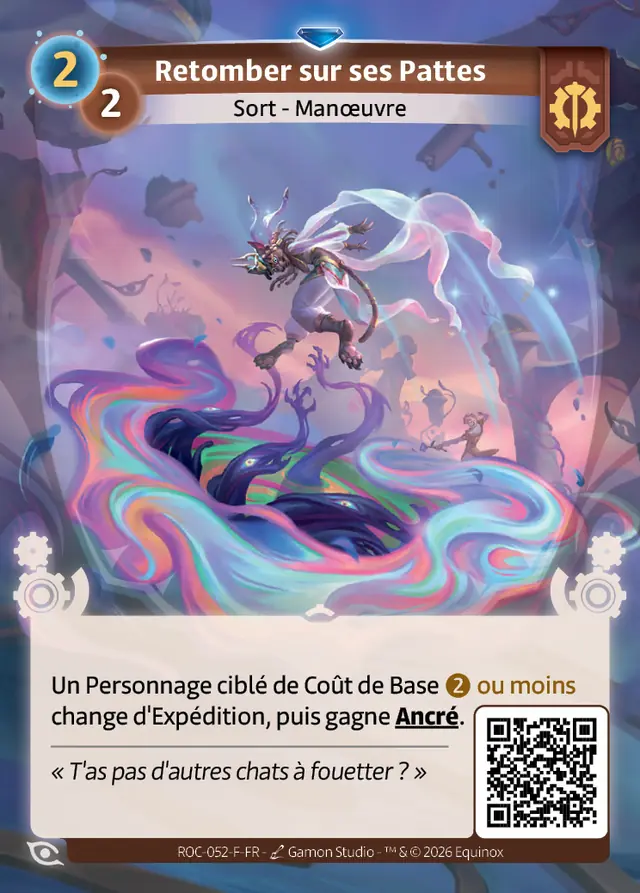 2
2
Retomber sur ses Pattes
Sort - Manœuvre
Un Personnage ciblé de Coût de Base 2 ou moins
change d'Expédition, puis gagne Ancré.
« T'as pas d'autres chats à fouetter ? »
ROC-052-F-FR - Gamon Studio - ™ & © 2026 Equinox